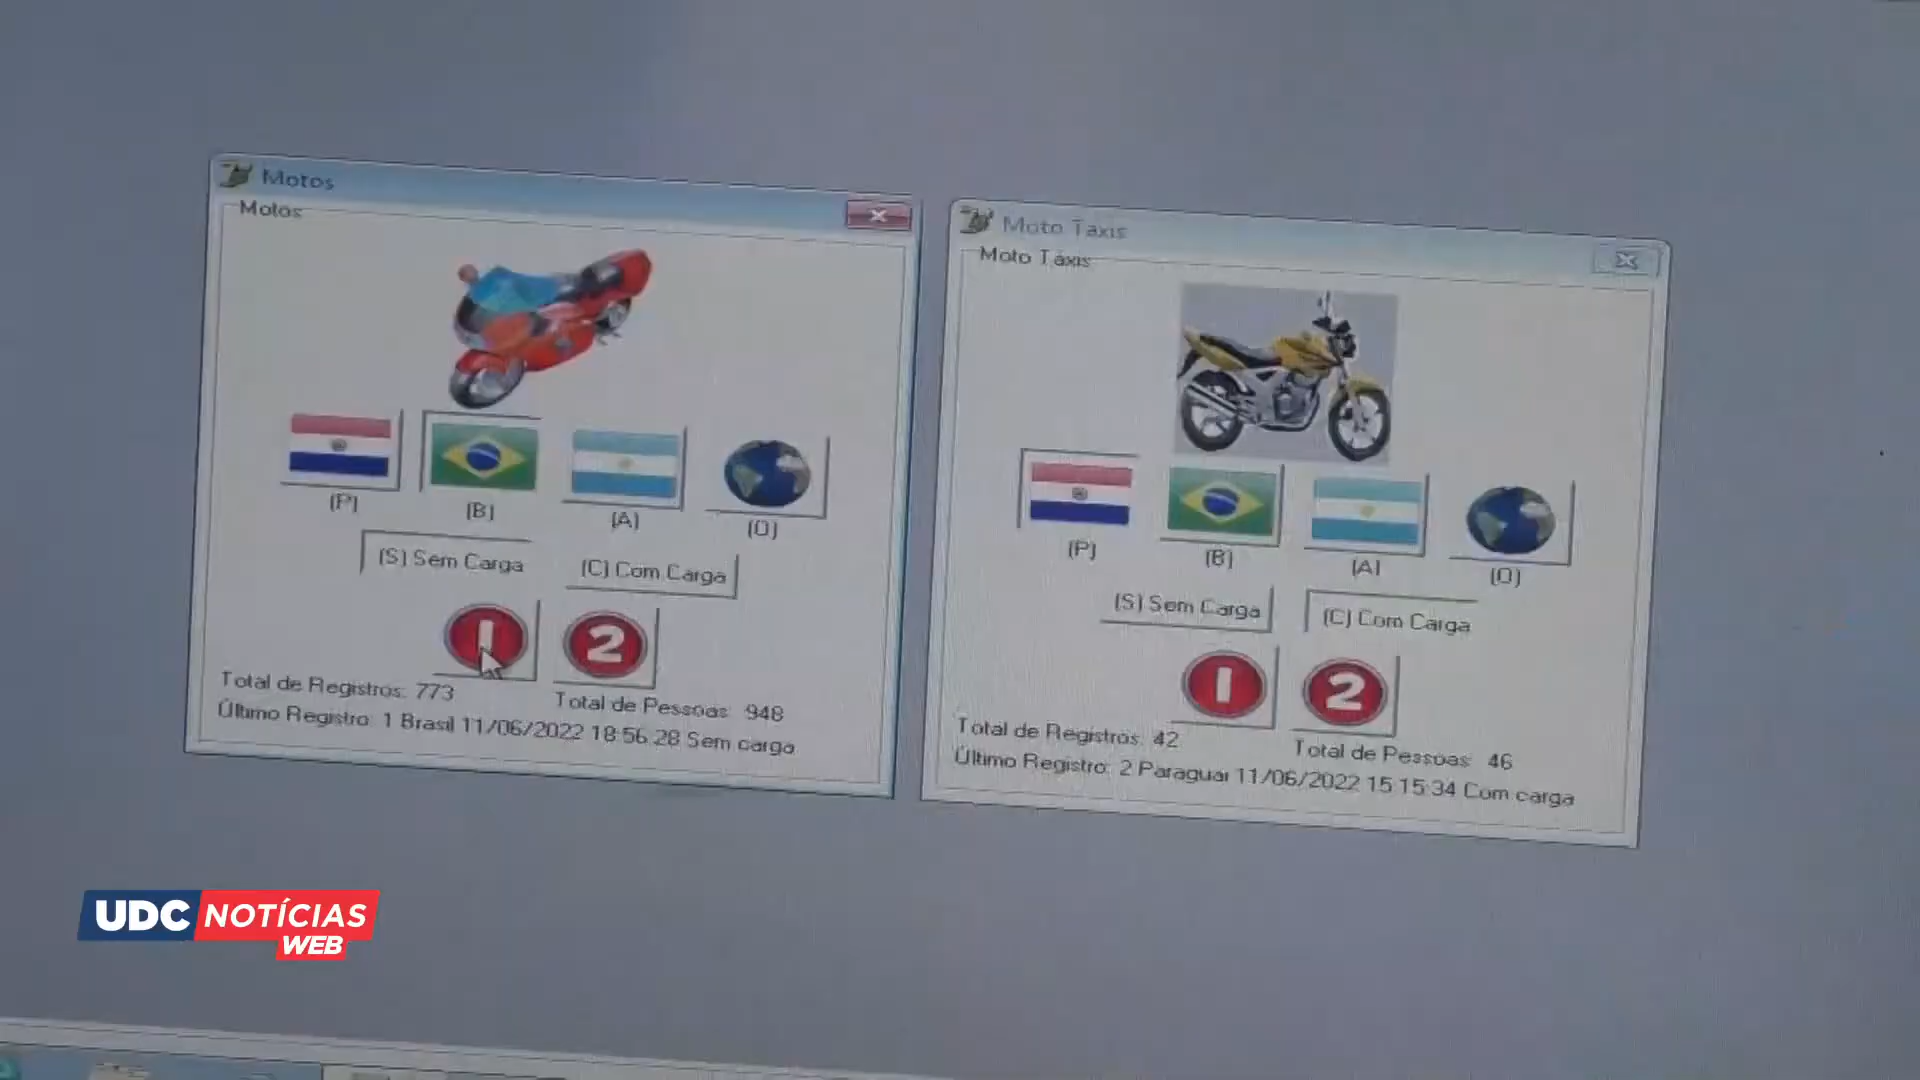 Motos
Motos
(P)
(B)
(A)
(O)
(S) Sem Carga
(C) Com Carga
1
2
Total de Registros: 773
Total de Pessoas: 948
Último Registro: 1 Brasil 11/06/2022 18:56:28 Sem carga
Moto Táxis
Moto Táxis
(P)
(B)
(A)
(O)
(S) Sem Carga
(C) Com Carga
1
2
Total de Registros: 42
Total de Pessoas: 46
Último Registro: 2 Paraguai 11/06/2022 15:15:34 Com carga
UDC NOTÍCIAS
WEB